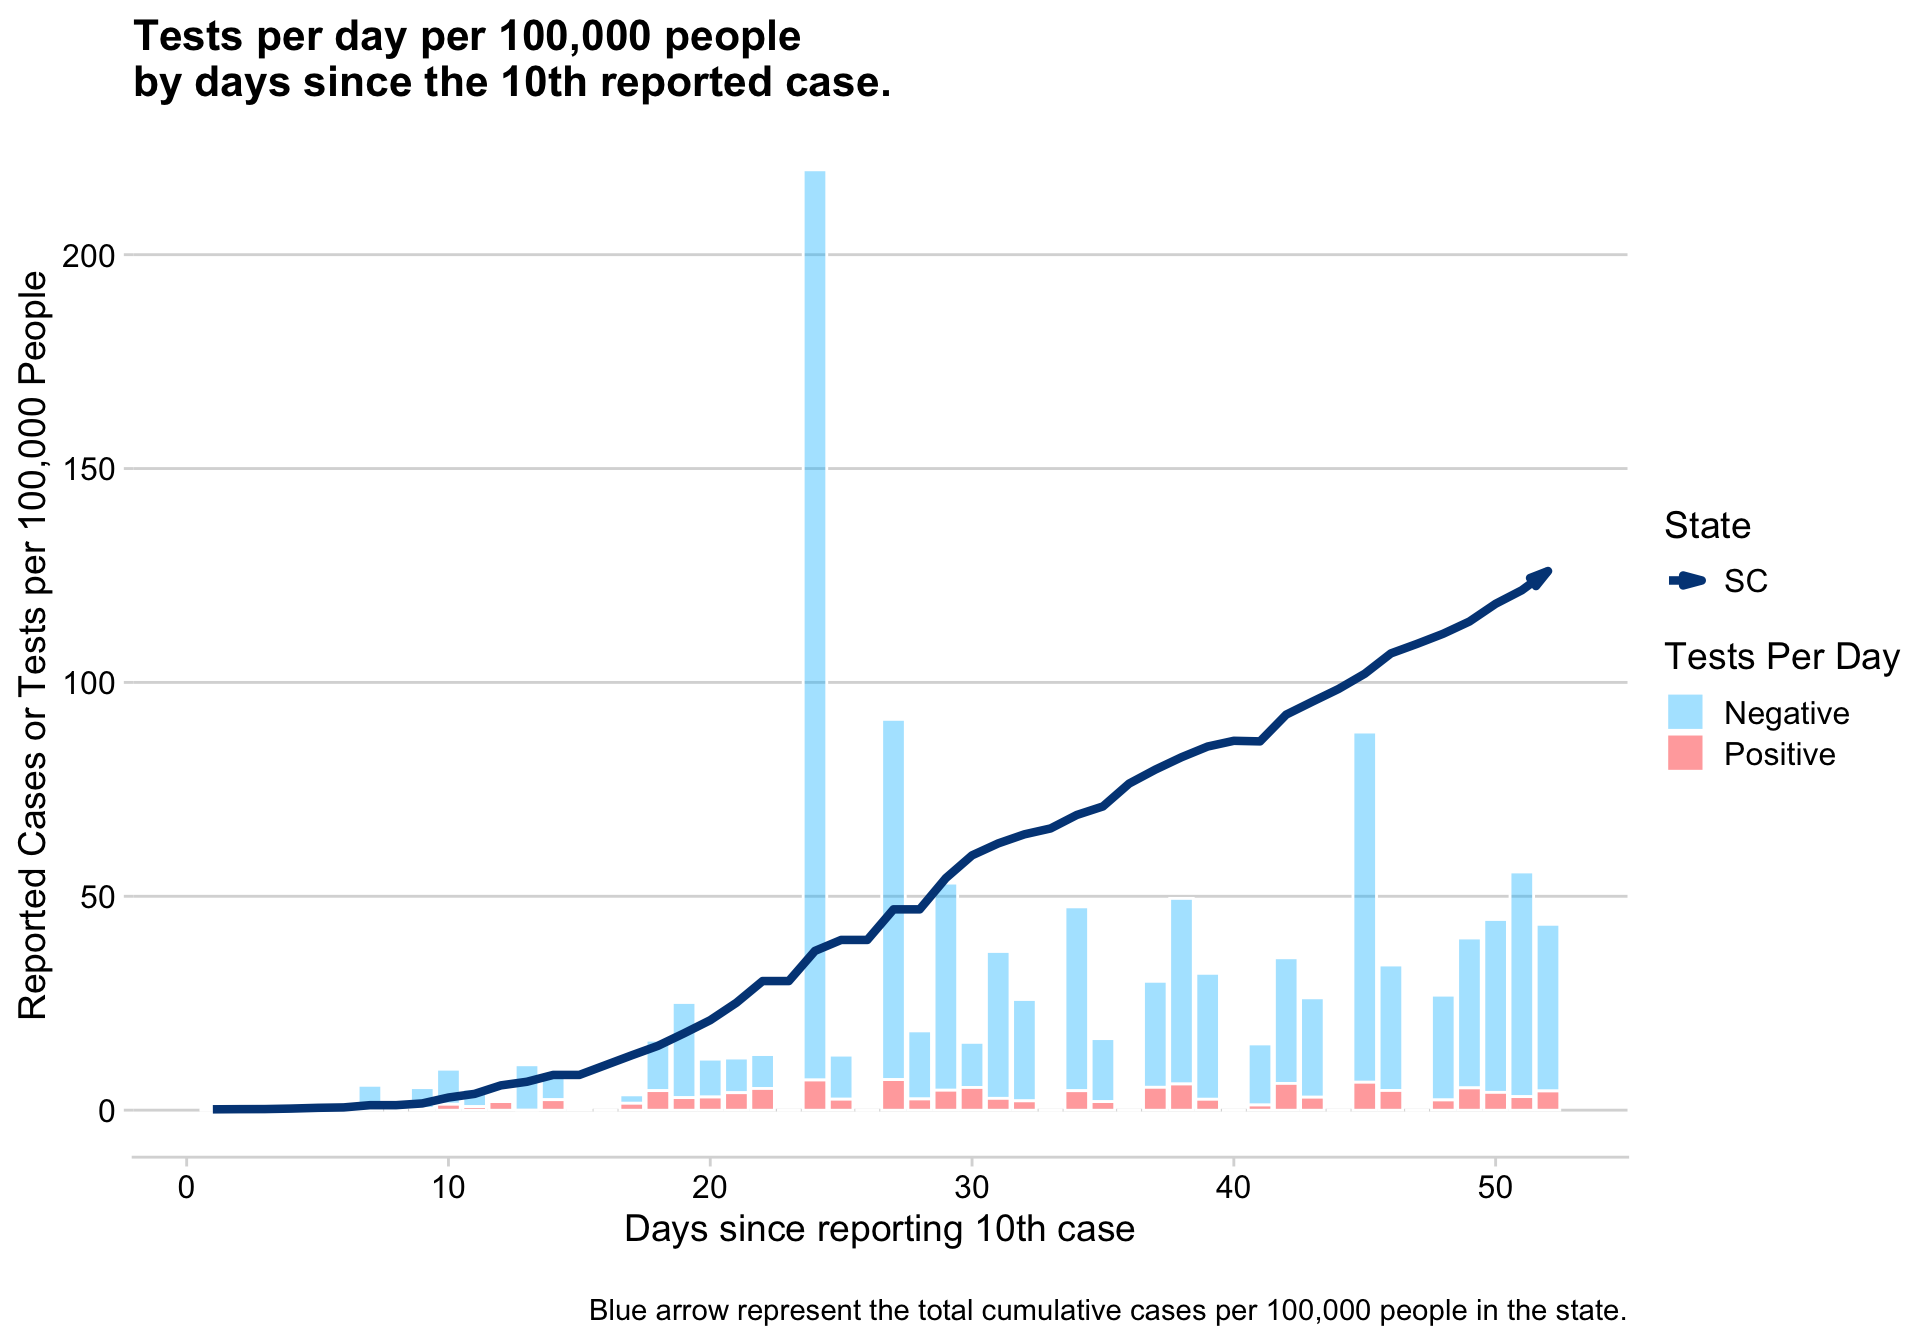 Tests per day per 100,000 people
by days since the 10th reported case.
Reported Cases or Tests per 100,000 People
200
150
100
50
0
0
10
20
30
40
50
Days since reporting 10th case
State
SC
Tests Per Day
Negative
Positive
Blue arrow represent the total cumulative cases per 100,000 people in the state.